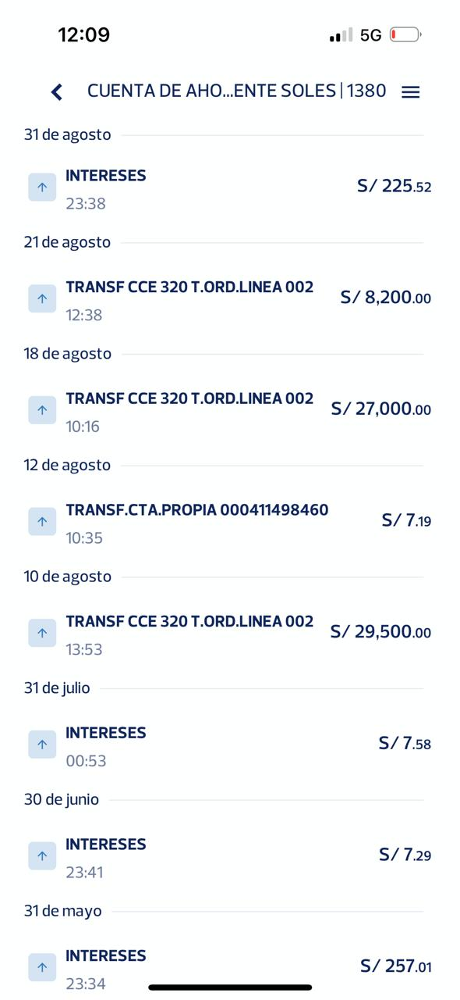 12:09 5G
CUENTA DE AHO...ENTE SOLES | 1380
31 de agosto
INTERESES
S/ 225.52
23:38
21 de agosto
TRANSF CCE 320 T.ORD.LINEA 002
S/ 8,200.00
12:38
18 de agosto
TRANSF CCE 320 T.ORD.LINEA 002
S/ 27,000.00
10:16
12 de agosto
TRANSF.CTA.PROPIA 000411498460
S/ 7.19
10:35
10 de agosto
TRANSF CCE 320 T.ORD.LINEA 002
S/ 29,500.00
13:53
31 de julio
INTERESES
S/ 7.58
00:53
30 de junio
INTERESES
S/ 7.29
23:41
31 de mayo
INTERESES
S/ 257.01
23:34